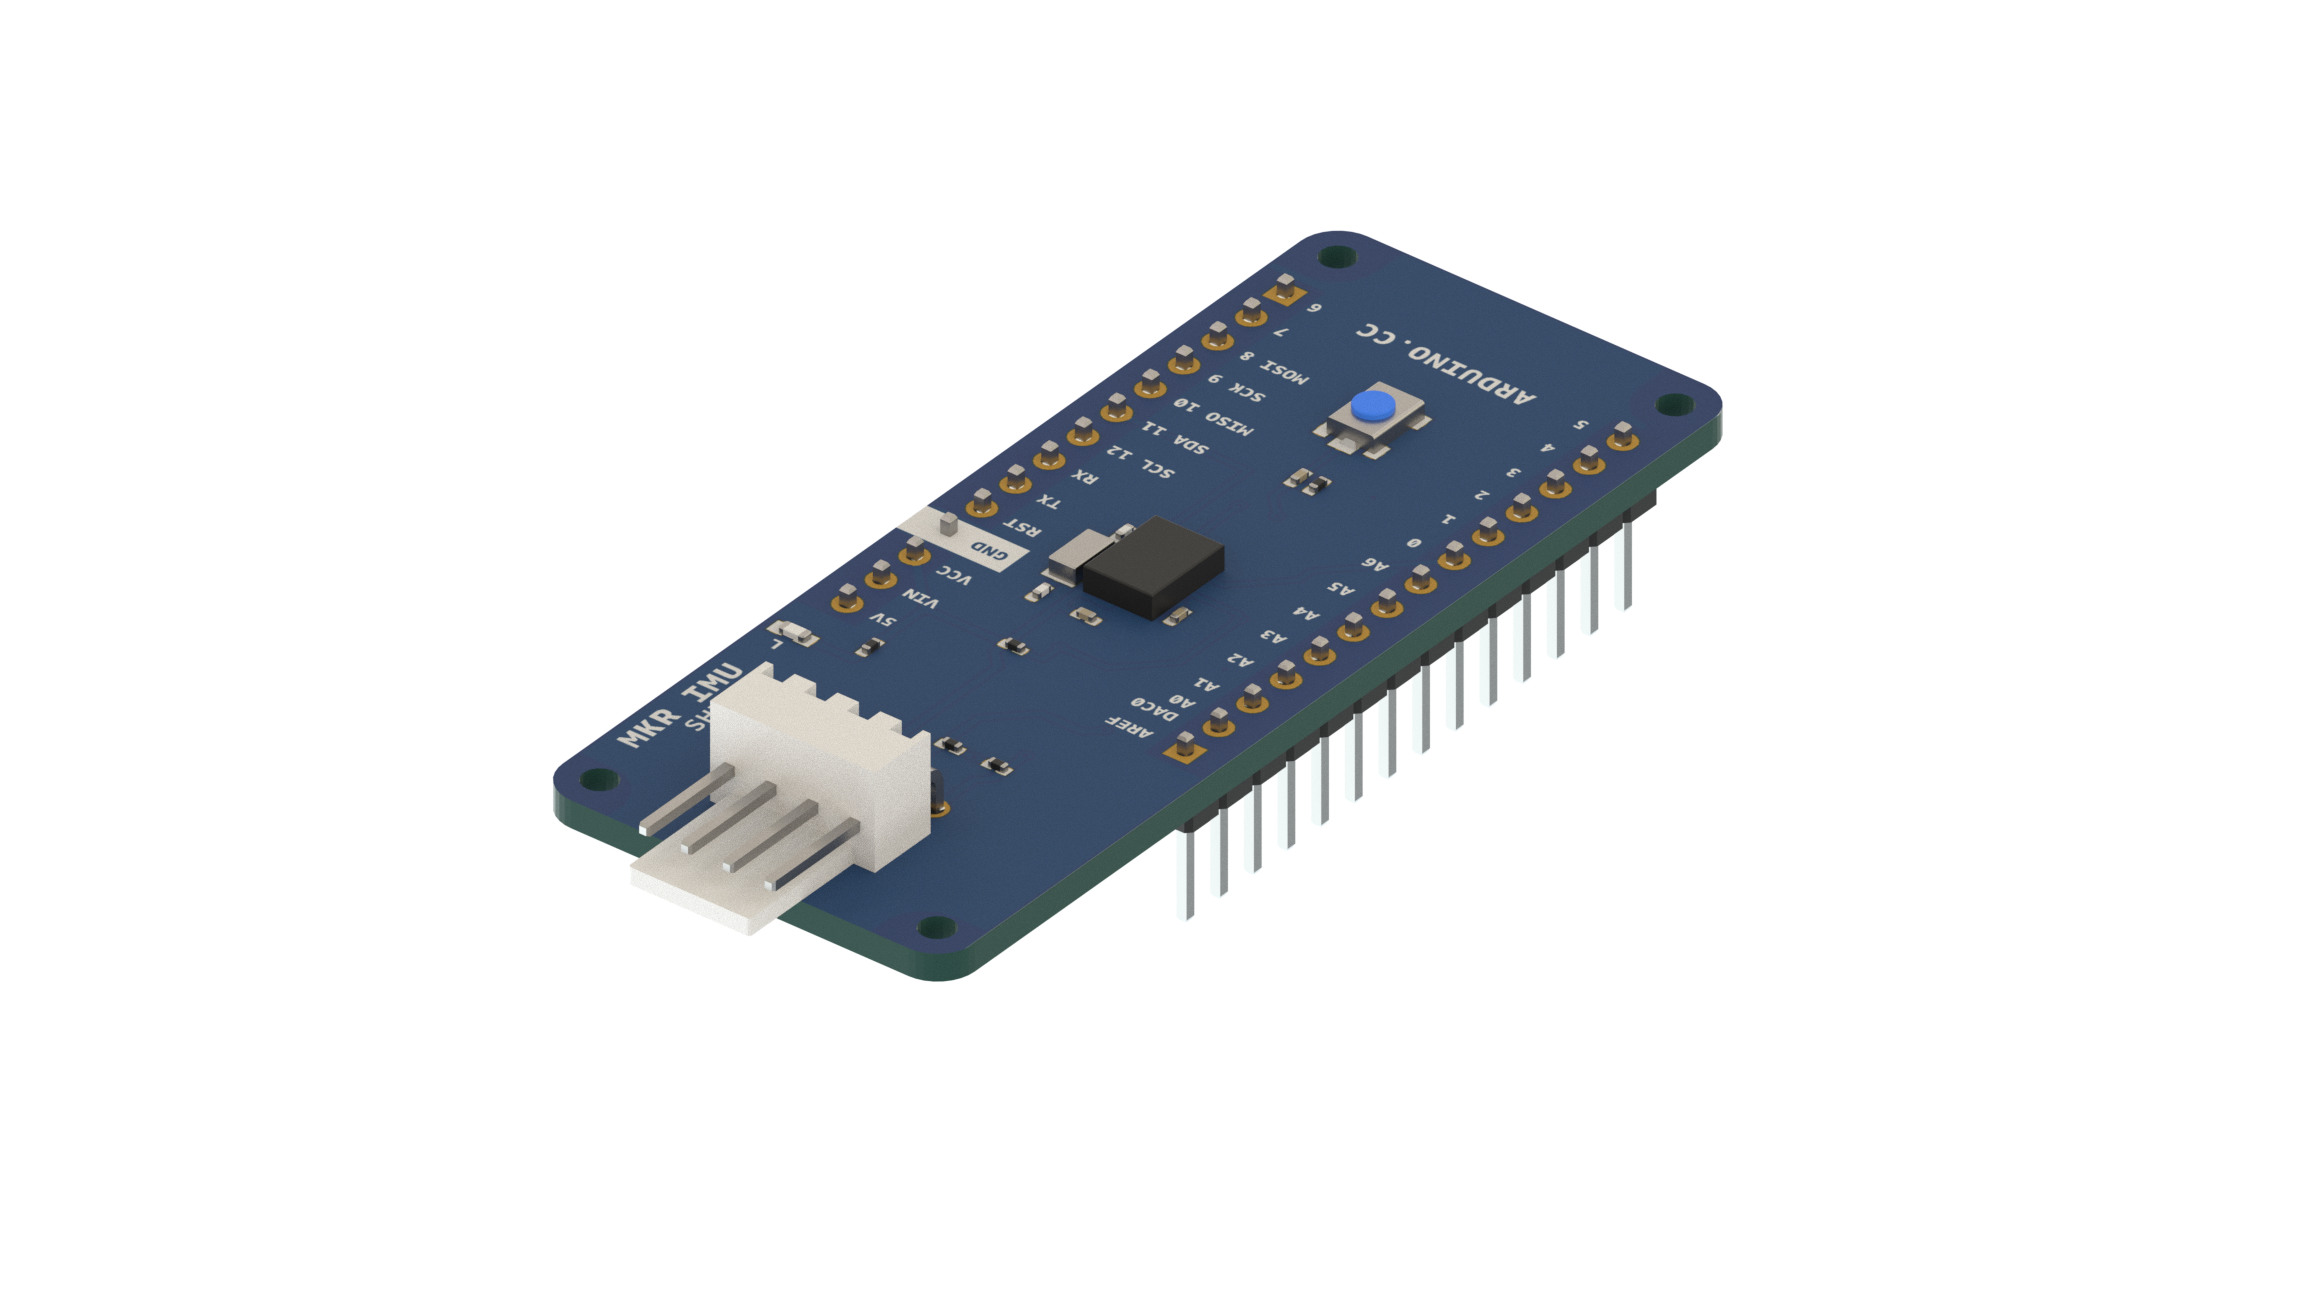 ARDUINO.CC
6
7
8 MOSI
9 SCK
10 MISO
11 SDA
12 SCL
RX
TX
RST
GND
VCC
VIN
5V
L
5
4
3
2
1
0
A6
A5
A4
A3
A2
A1
A0 DAC0
AREF
MKR IMU